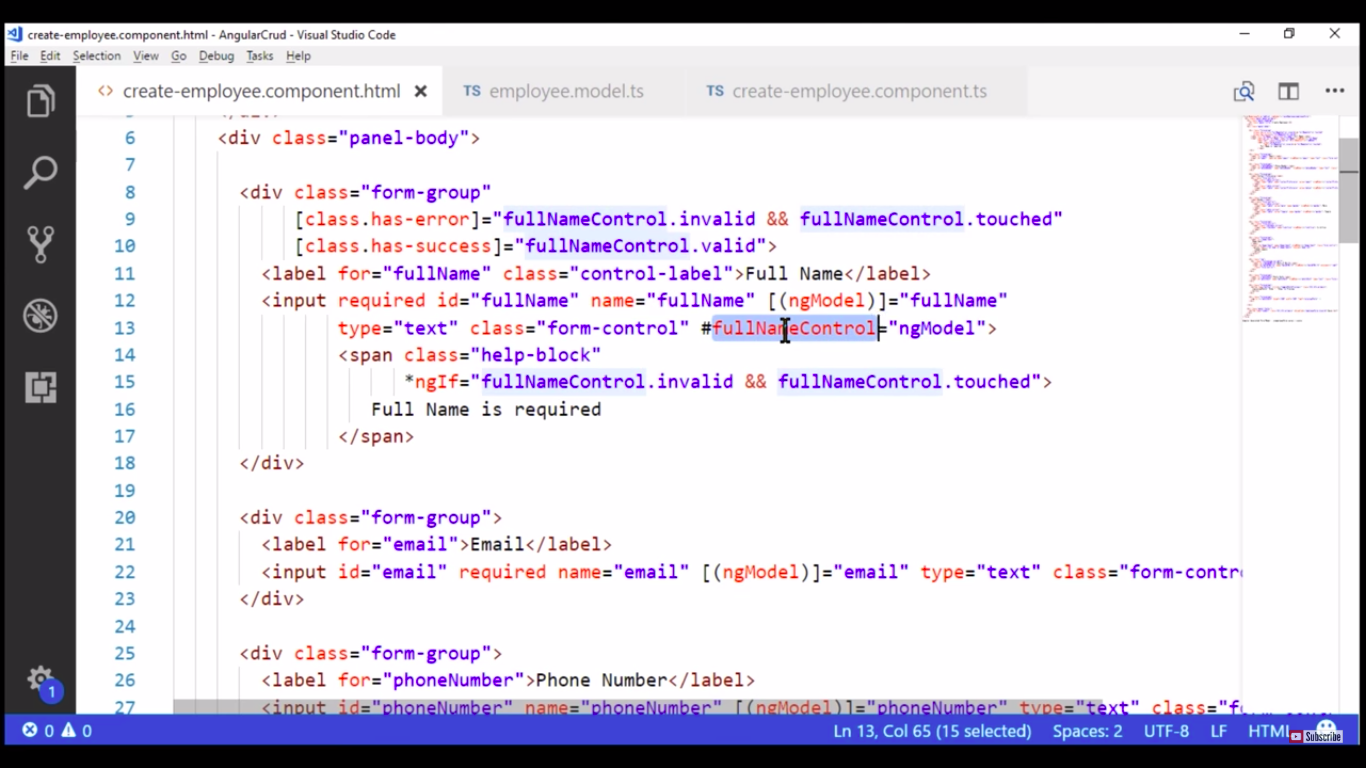 create-employee.component.html - AngularCrud - Visual Studio Code
File Edit Selection View Go Debug Tasks Help
<> create-employee.component.html × TS employee.model.ts TS create-employee.component.ts
6 <div class="panel-body">
7
8 <div class="form-group"
9 [class.has-error]="fullNameControl.invalid && fullNameControl.touched"
10 [class.has-success]="fullNameControl.valid">
11 <label for="fullName" class="control-label">Full Name</label>
12 <input required id="fullName" name="fullName" [(ngModel)]="fullName"
13 type="text" class="form-control" #fullNameControl="ngModel">
14 <span class="help-block"
15 *ngIf="fullNameControl.invalid && fullNameControl.touched">
16 Full Name is required
17 </span>
18 </div>
19
20 <div class="form-group">
21 <label for="email">Email</label>
22 <input id="email" required name="email" [(ngModel)]="email" type="text" class="form-contr
23 </div>
24
25 <div class="form-group">
26 <label for="phoneNumber">Phone Number</label>
27 <input id="phoneNumber" name="phoneNumber" [(ngModel)]="phoneNumber" type="text" class="f
1
0 0 Ln 13, Col 65 (15 selected) Spaces: 2 UTF-8 LF HTML
Subscribe